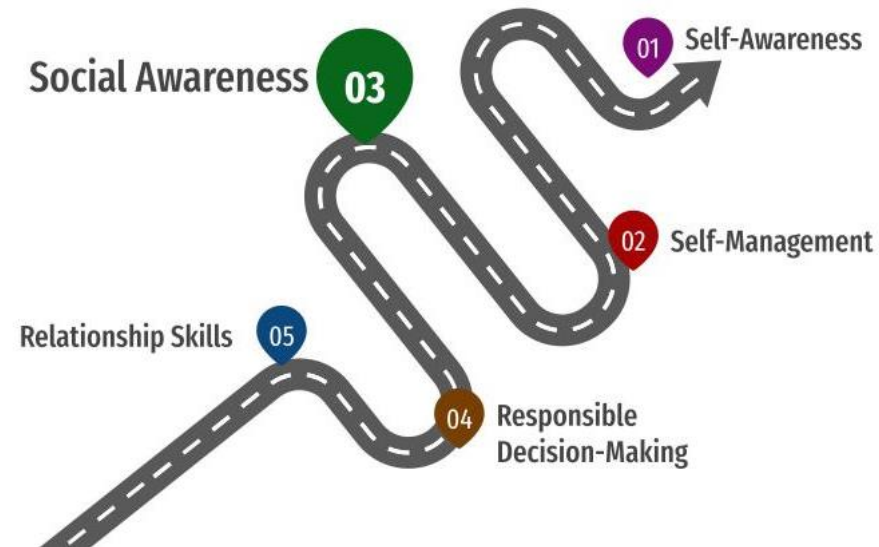 01 Self-Awareness
Social Awareness 03
02 Self-Management
Relationship Skills 05
04 Responsible
Decision-Making